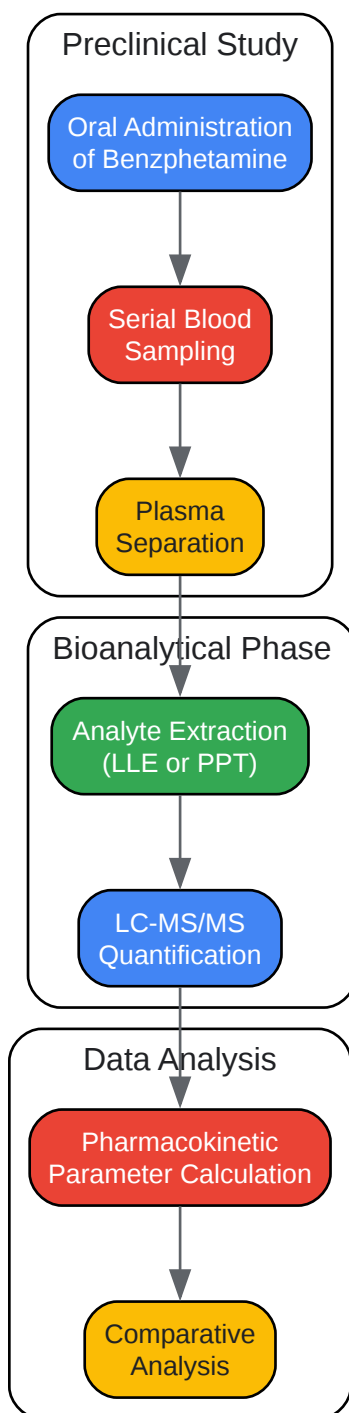 Preclinical Study
Oral Administration
of Benzphetamine
Serial Blood
Sampling
Plasma
Separation
Bioanalytical Phase
Analyte Extraction
(LLE or PPT)
LC-MS/MS
Quantification
Data Analysis
Pharmacokinetic
Parameter Calculation
Comparative
Analysis